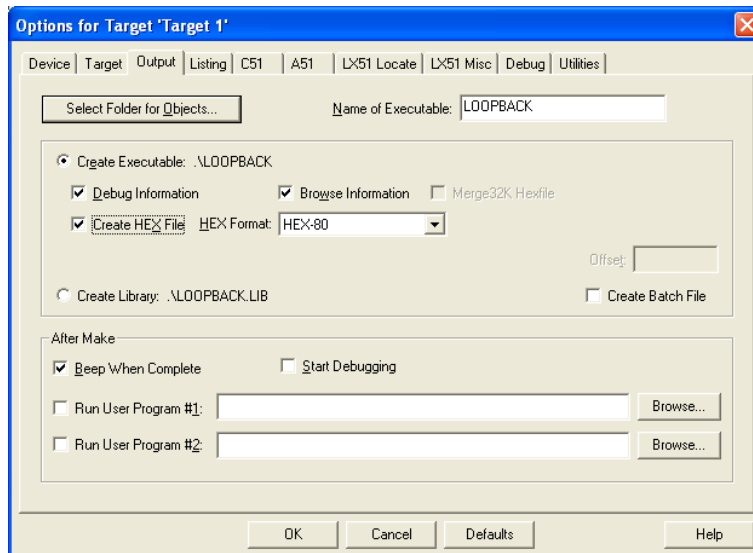 Options for Target 'Target 1'
Device Target Output Listing C51 A51 LX51 Locate LX51 Misc Debug Utilities
Select Folder for Objects... Name of Executable: LOOPBACK
Create Executable: .\LOOPBACK
Debug Information Browse Information Merge32K Hexfile
Create HEX File HEX Format: HEX-80
Offset:
Create Library: .\LOOPBACK.LIB Create Batch File
After Make
Beep When Complete Start Debugging
Run User Program #1: Browse...
Run User Program #2: Browse...
OK Cancel Defaults Help